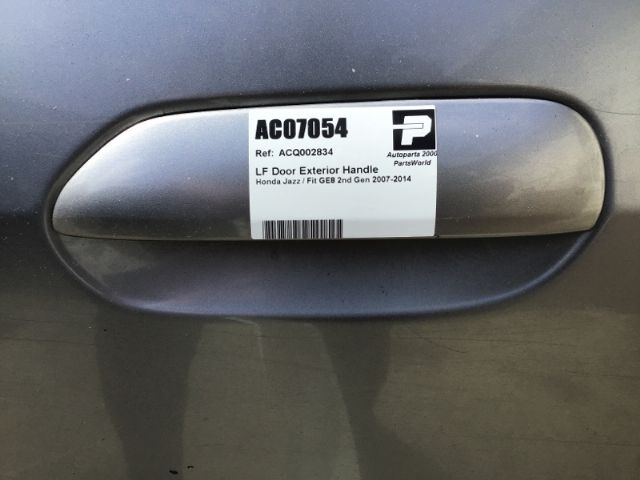 AC07054
Ref: ACQ002834
P
Autoparts 2000
PartsWorld
LF Door Exterior Handle
Honda Jazz / Fit GE8 2nd Gen 2007-2014